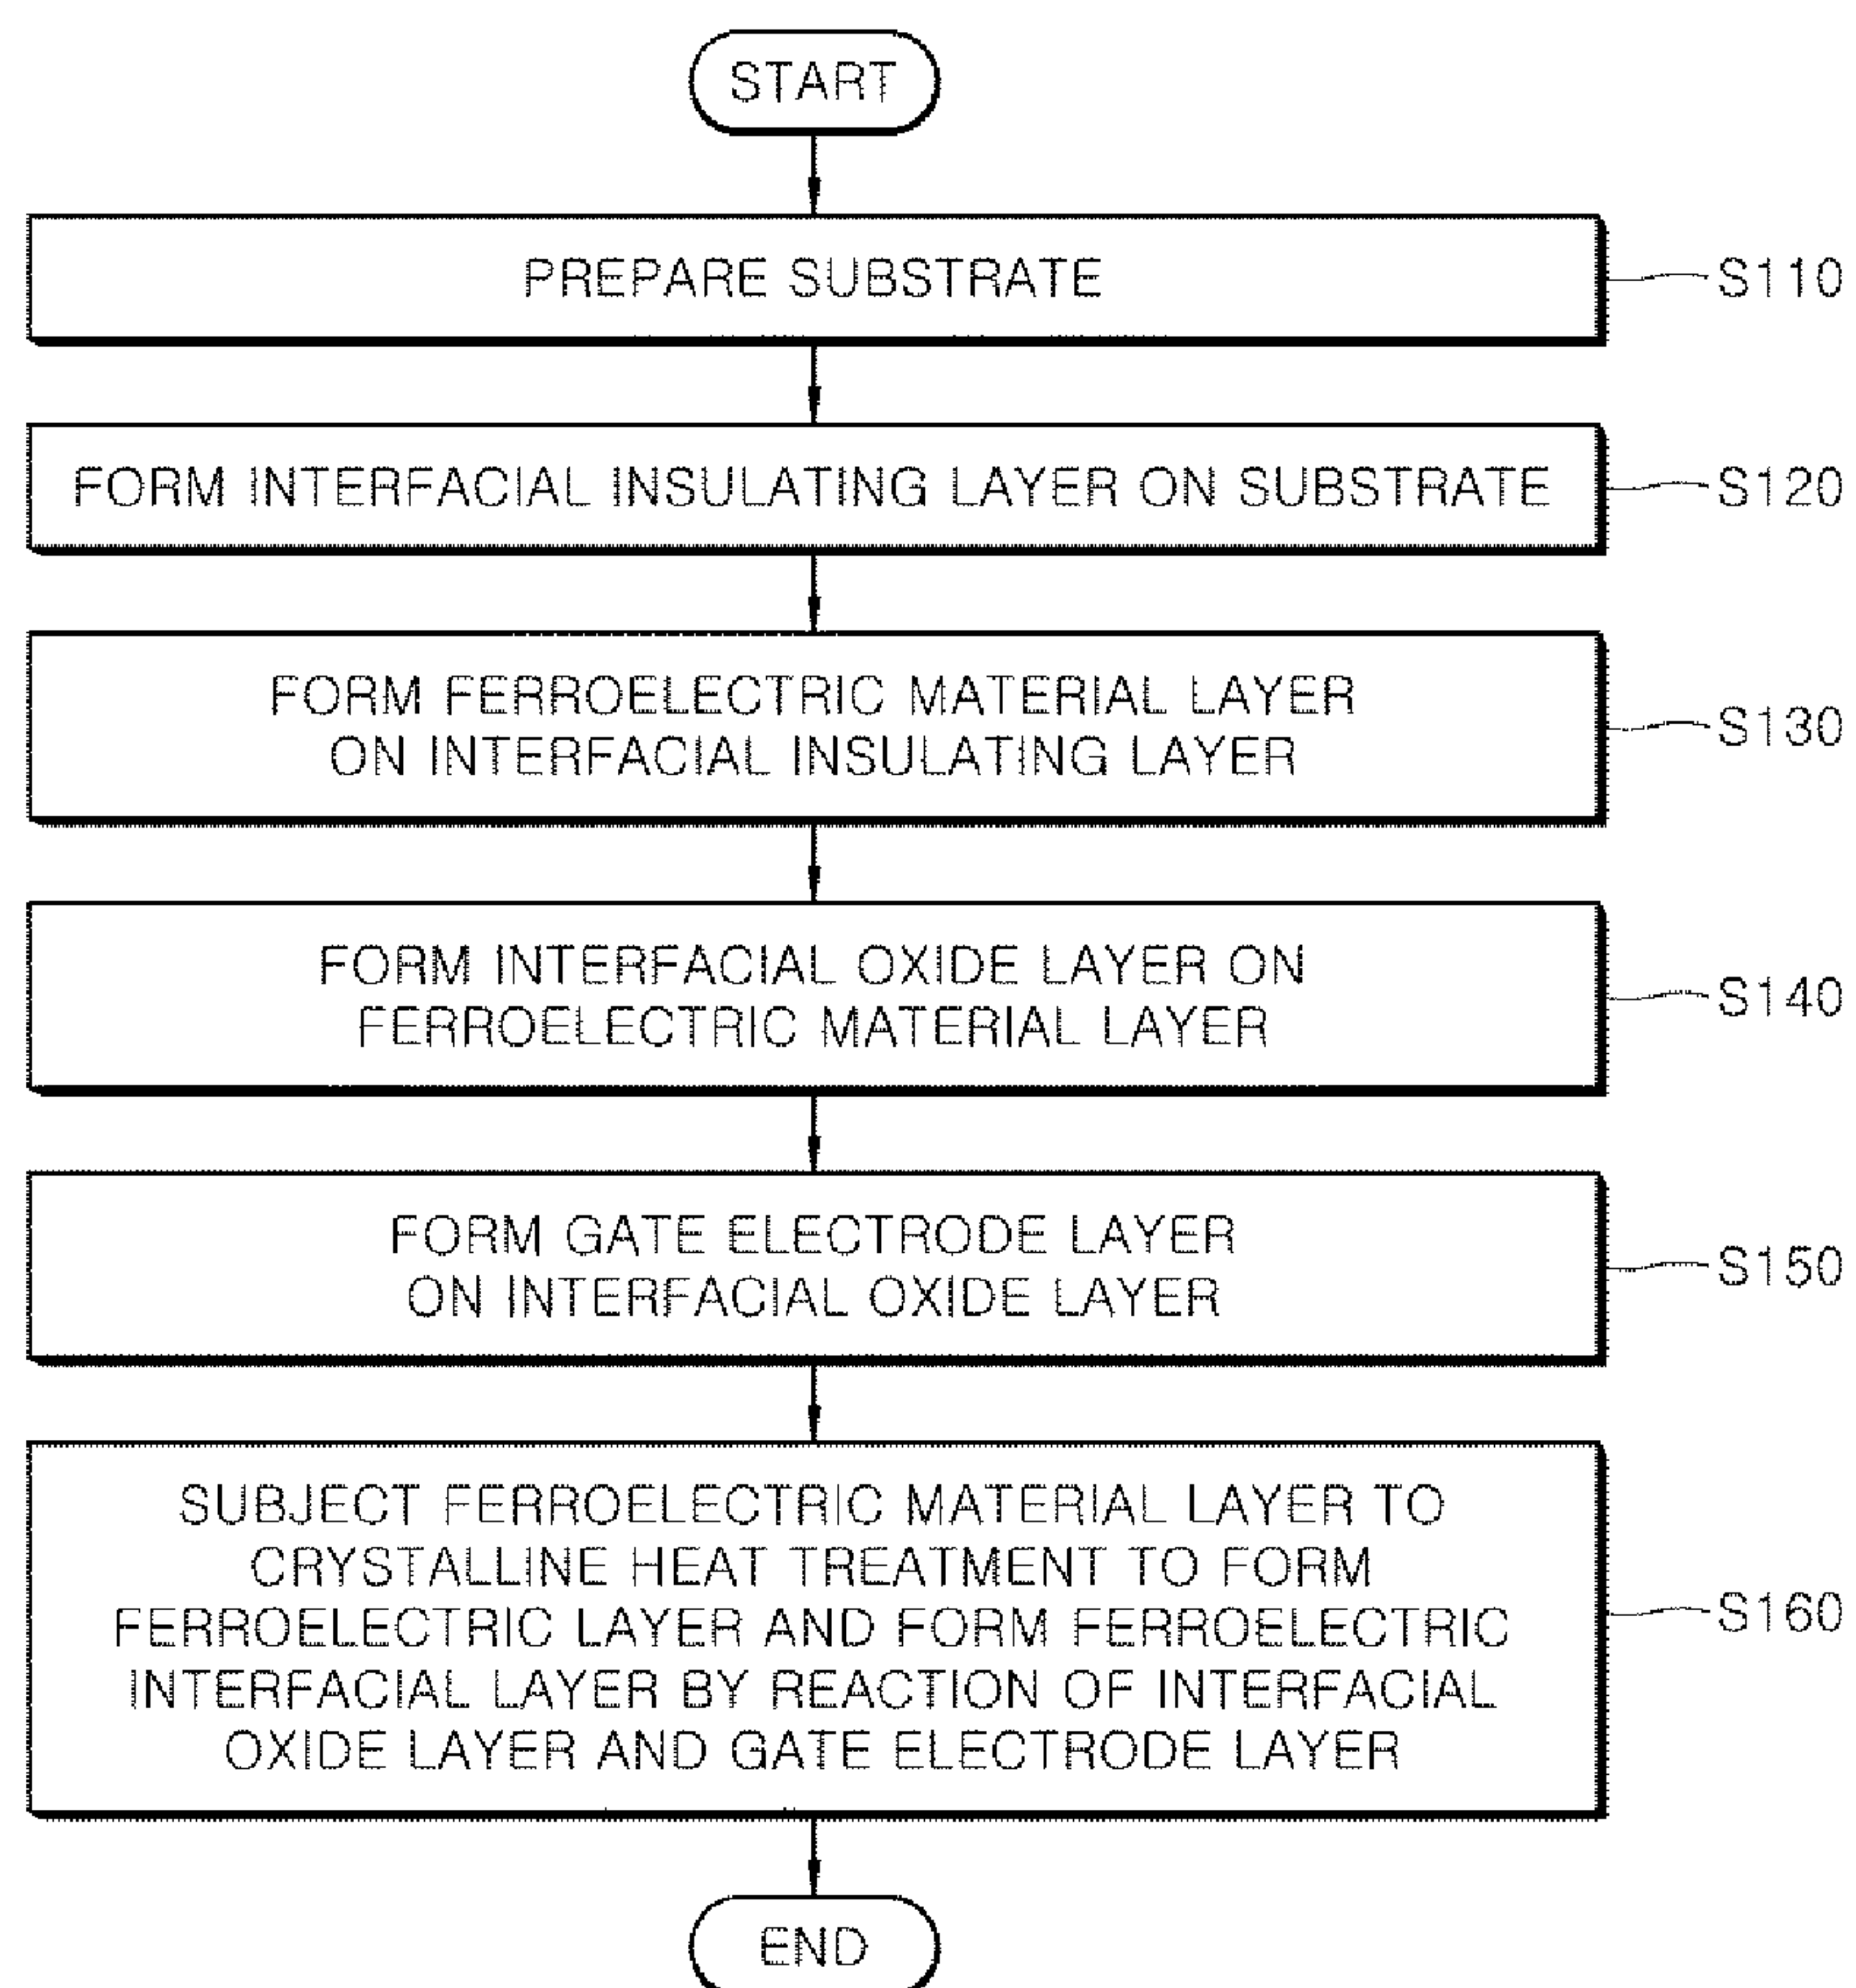 START
PREPARE SUBSTRATE
S110
FORM INTERFACIAL INSULATING LAYER ON SUBSTRATE
S120
FORM FERROELECTRIC MATERIAL LAYER
ON INTERFACIAL INSULATING LAYER
S130
FORM INTERFACIAL OXIDE LAYER ON
FERROELECTRIC MATERIAL LAYER
S140
FORM GATE ELECTRODE LAYER
ON INTERFACIAL OXIDE LAYER
S150
SUBJECT FERROELECTRIC MATERIAL LAYER TO
CRYSTALLINE HEAT TREATMENT TO FORM
FERROELECTRIC LAYER AND FORM FERROELECTRIC
INTERFACIAL LAYER BY REACTION OF INTERFACIAL
OXIDE LAYER AND GATE ELECTRODE LAYER
S160
END